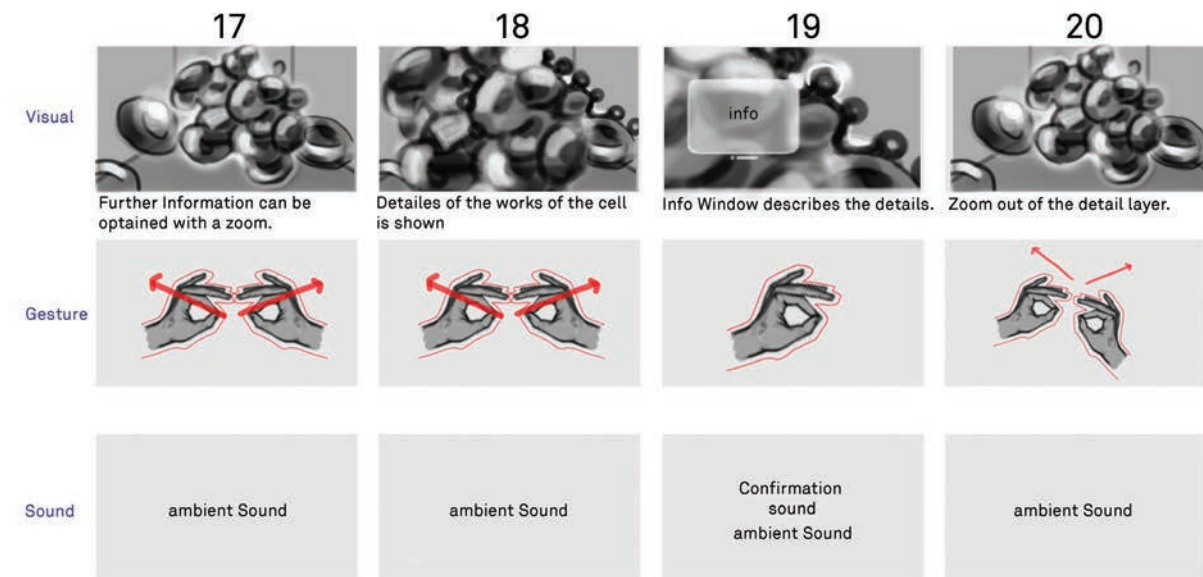 17
18
19
20
Visual
info
Further Information can be
optained with a zoom.
Detailes of the works of the cell
is shown
Info Window describes the details.
Zoom out of the detail layer.
Gesture
Sound
ambient Sound
ambient Sound
Confirmation
sound
ambient Sound
ambient Sound